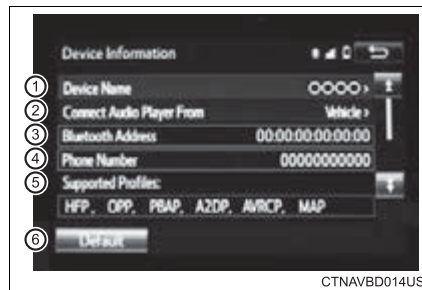 Device Information
① Device Name OOOO ›
② Connect Audio Player From Vehicle ›
③ Bluetooth Address 00:00:00:00:00:00
④ Phone Number 00000000000
⑤ Supported Profiles:
HFP, OPP, PBAP, A2DP, AVRCP, MAP
⑥ Default
CTNAVBD014US